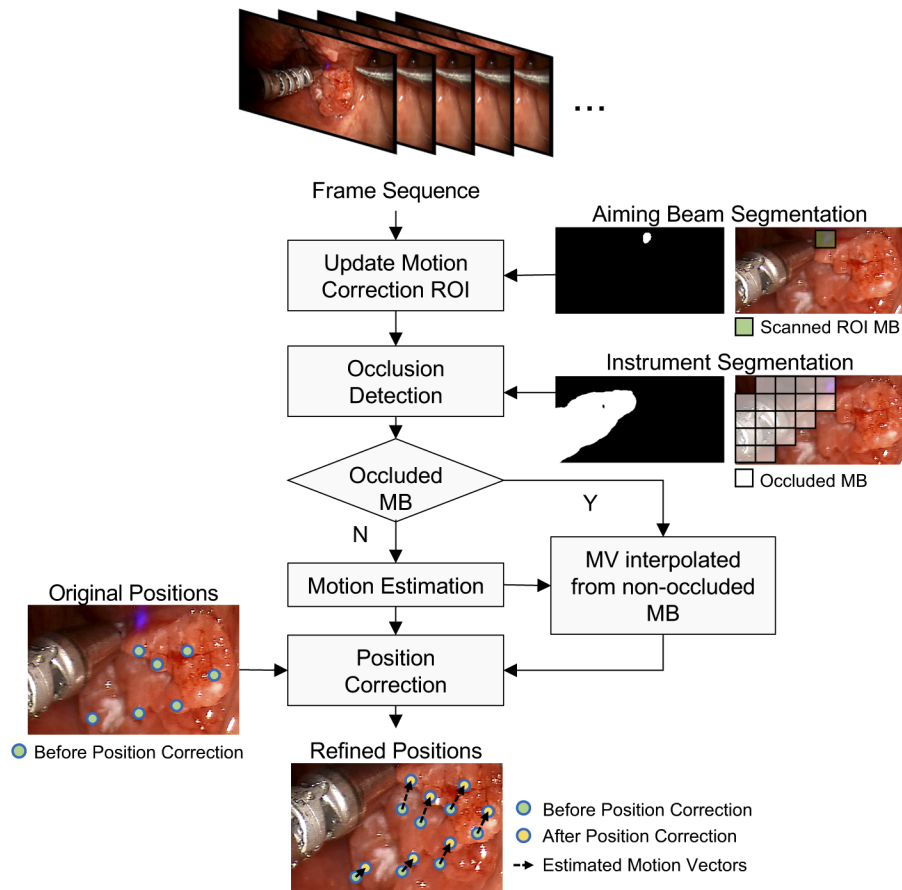 ...
Frame Sequence
Aiming Beam Segmentation
Update Motion
Correction ROI
Scanned ROI MB
Instrument Segmentation
Occlusion
Detection
Occluded MB
Occluded
MB
Y
N
MV interpolated
from non-occluded
MB
Motion Estimation
Original Positions
Position
Correction
Before Position Correction
Refined Positions
Before Position Correction
After Position Correction
Estimated Motion Vectors